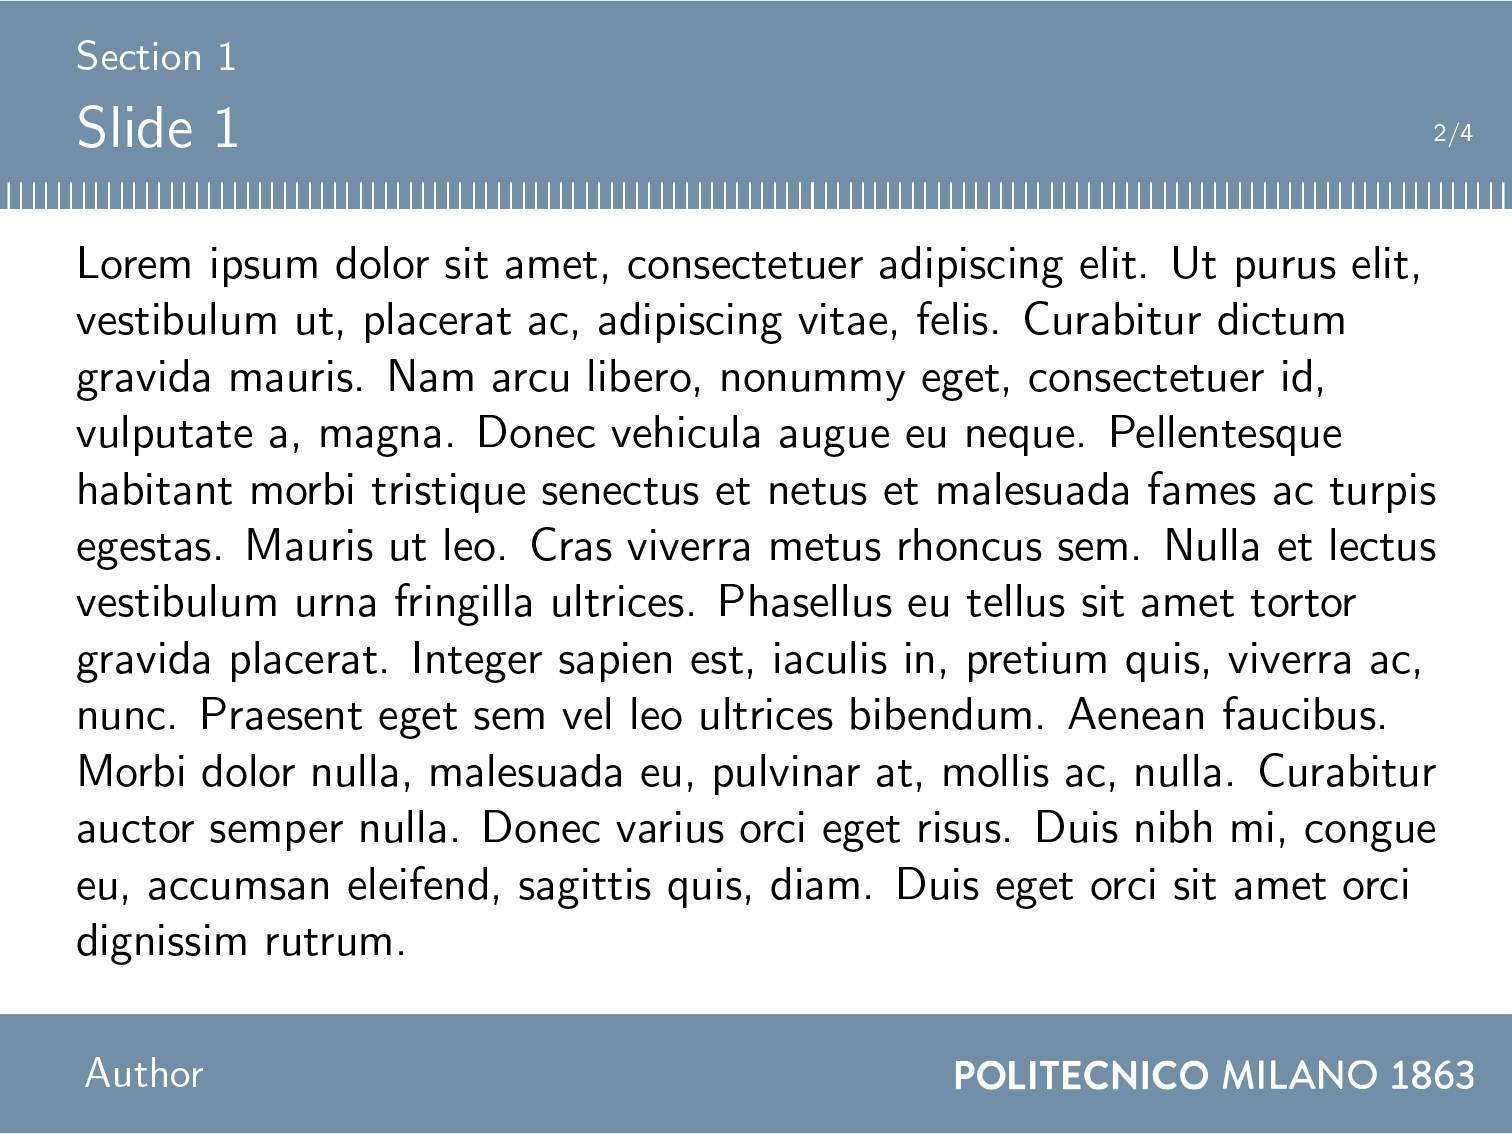 Section 1
Slide 1
2/4
Lorem ipsum dolor sit amet, consectetuer adipiscing elit. Ut purus elit,
vestibulum ut, placerat ac, adipiscing vitae, felis. Curabitur dictum
gravida mauris. Nam arcu libero, nonummy eget, consectetuer id,
vulputate a, magna. Donec vehicula augue eu neque. Pellentesque
habitant morbi tristique senectus et netus et malesuada fames ac turpis
egestas. Mauris ut leo. Cras viverra metus rhoncus sem. Nulla et lectus
vestibulum urna fringilla ultrices. Phasellus eu tellus sit amet tortor
gravida placerat. Integer sapien est, iaculis in, pretium quis, viverra ac,
nunc. Praesent eget sem vel leo ultrices bibendum. Aenean faucibus.
Morbi dolor nulla, malesuada eu, pulvinar at, mollis ac, nulla. Curabitur
auctor semper nulla. Donec varius orci eget risus. Duis nibh mi, congue
eu, accumsan eleifend, sagittis quis, diam. Duis eget orci sit amet orci
dignissim rutrum.
Author
POLITECNICO MILANO 1863